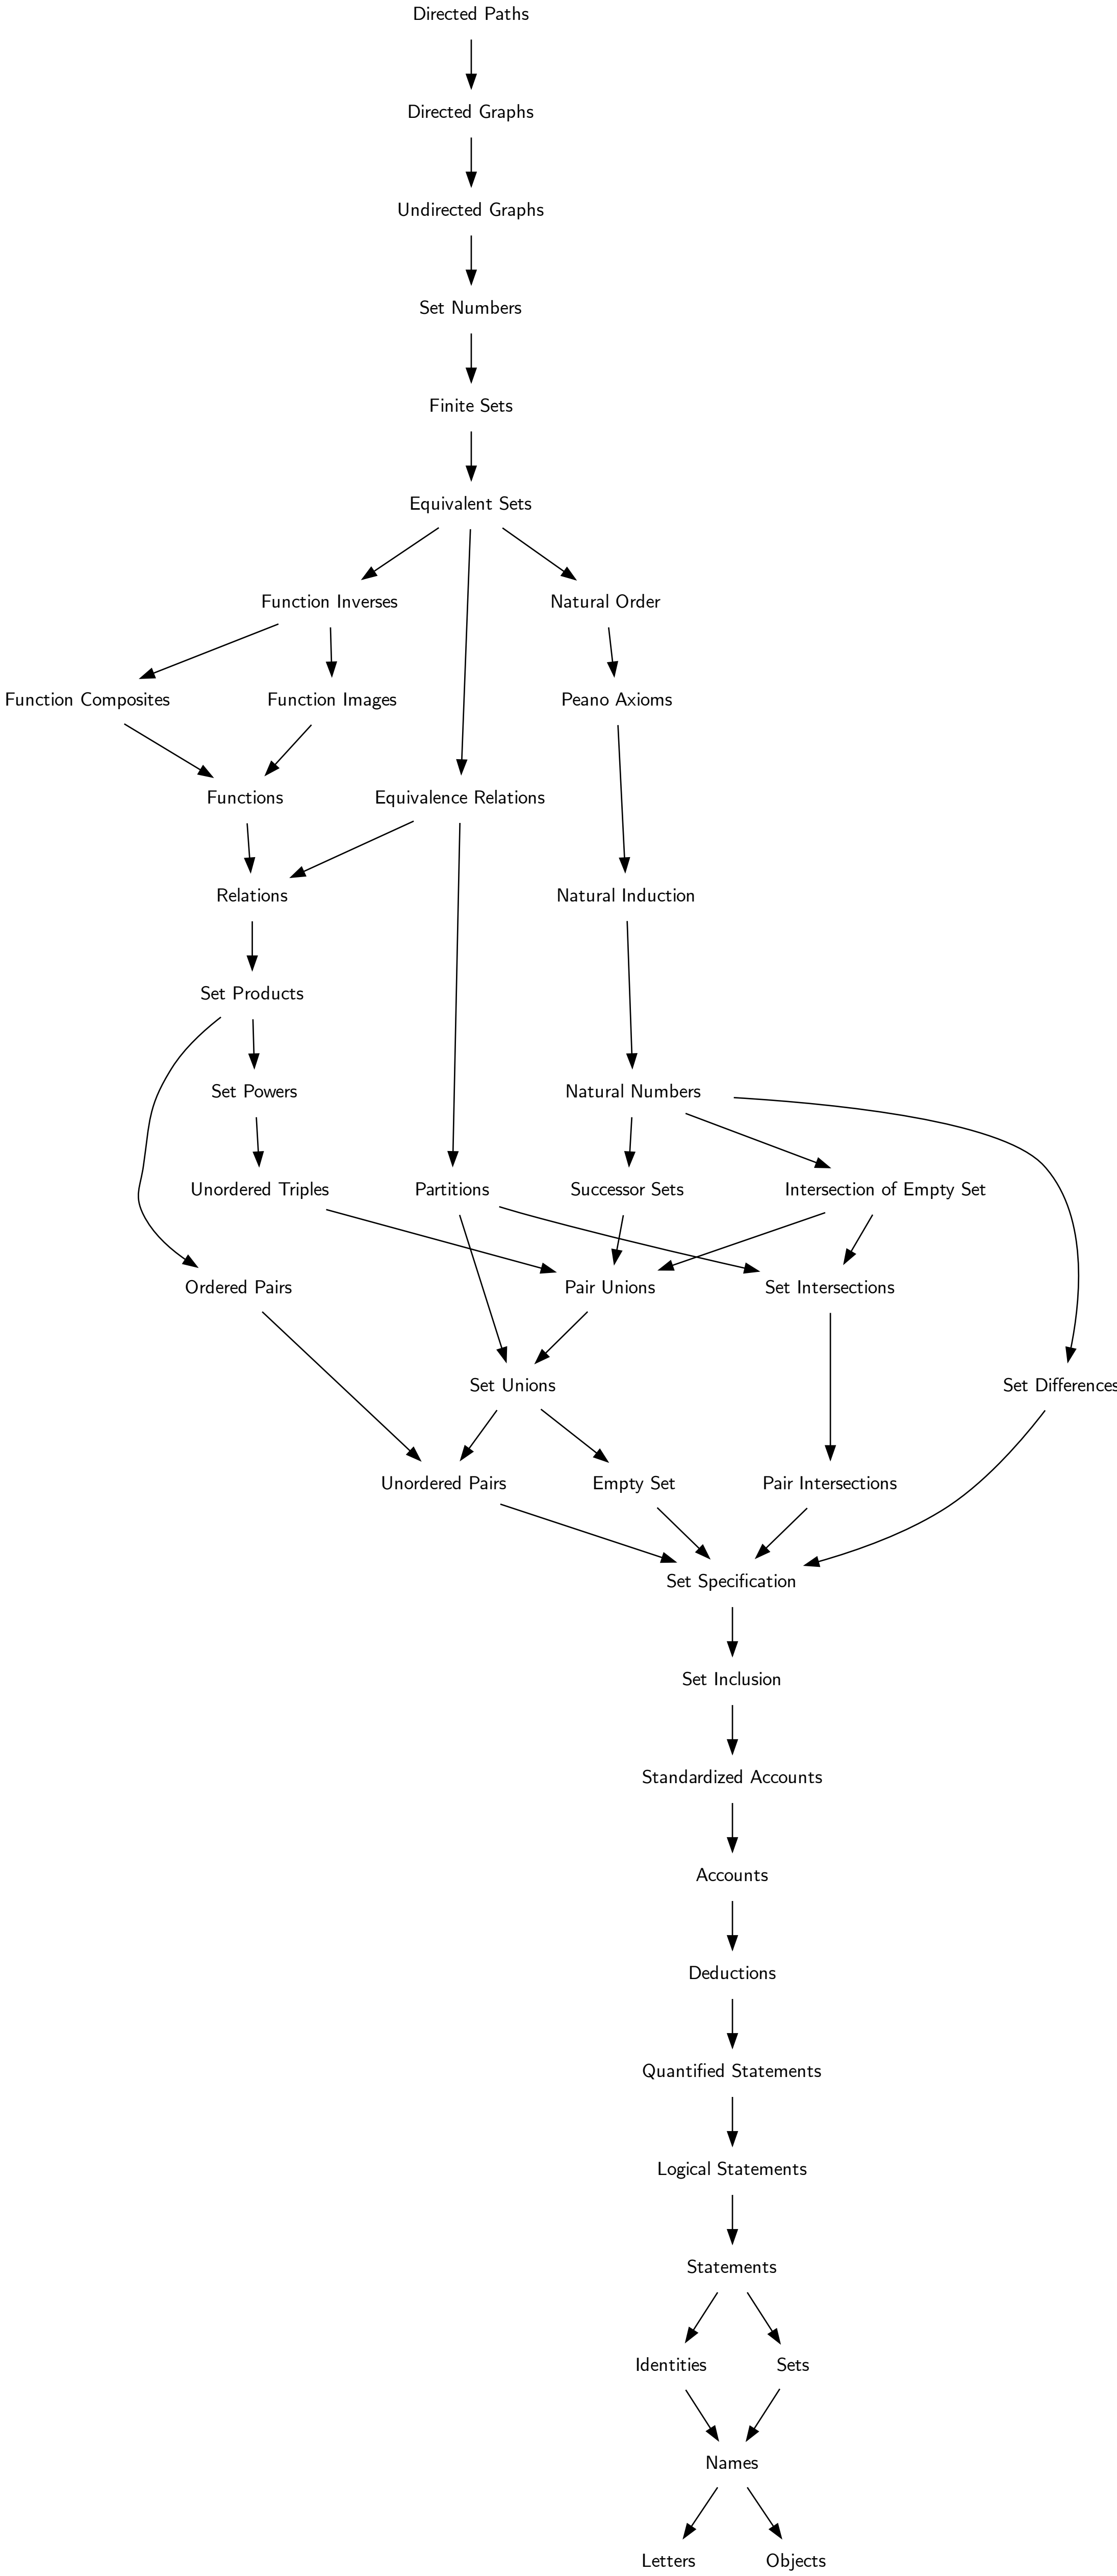 Directed Paths
Directed Graphs
Undirected Graphs
Set Numbers
Finite Sets
Equivalent Sets
Function Inverses
Natural Order
Function Composites
Function Images
Peano Axioms
Functions
Equivalence Relations
Relations
Natural Induction
Set Products
Set Powers
Natural Numbers
Unordered Triples
Partitions
Successor Sets
Intersection of Empty Set
Ordered Pairs
Pair Unions
Set Intersections
Set Unions
Set Differences
Unordered Pairs
Empty Set
Pair Intersections
Set Specification
Set Inclusion
Standardized Accounts
Accounts
Deductions
Quantified Statements
Logical Statements
Statements
Identities
Sets
Names
Letters
Objects